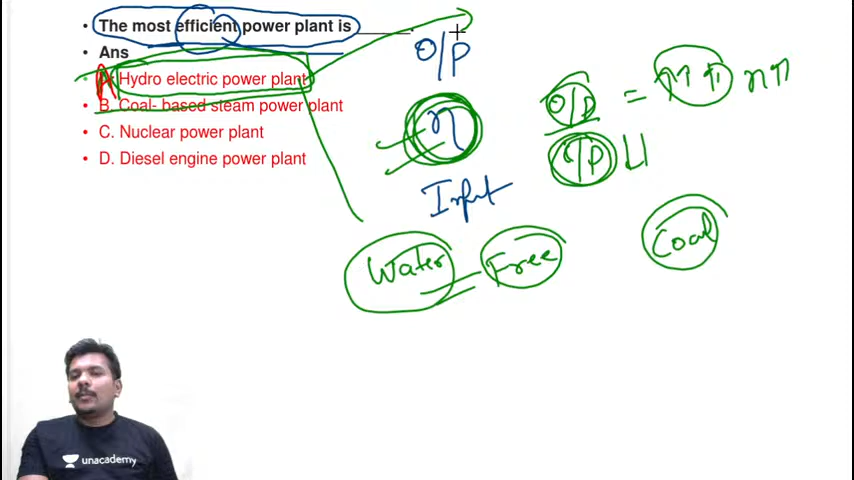 • The most efficient power plant is______.
• Ans
• A. Hydro electric power plant
• B. Coal- based steam power plant
• C. Nuclear power plant
• D. Diesel engine power plant
O/P
η
Input
O/P =
I/P
Water
Free
Coal
unacademy